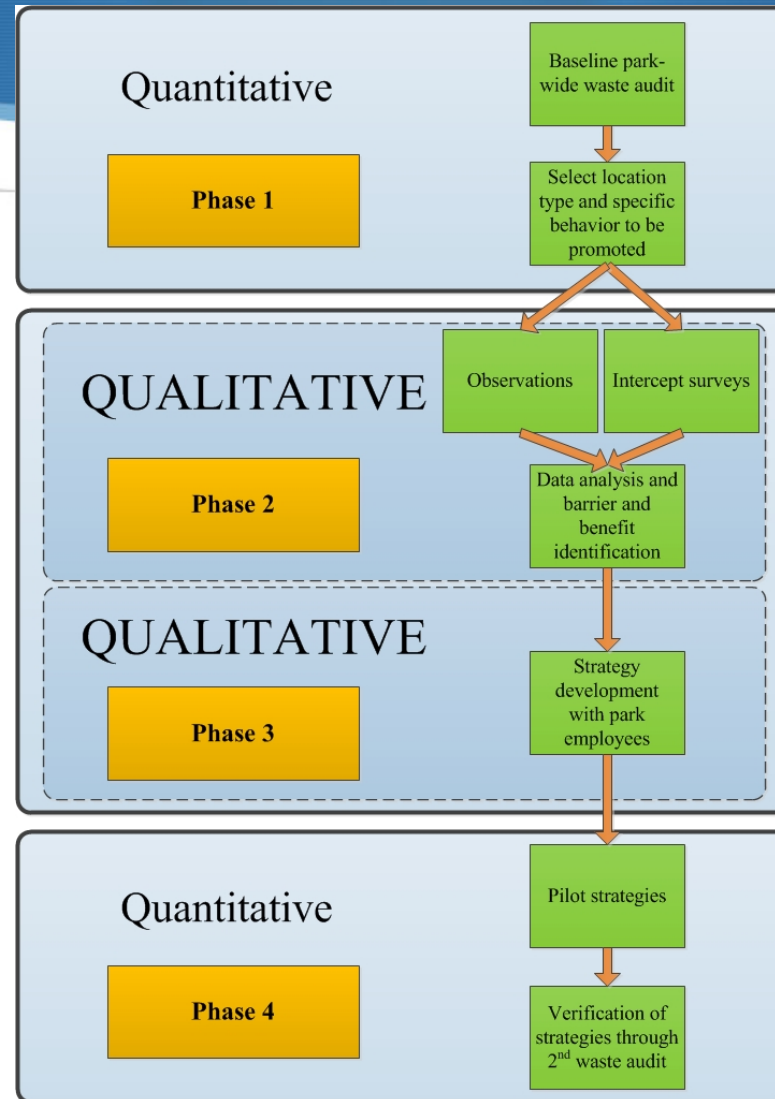 Quantitative
Phase 1
Baseline park-
wide waste audit
Select location
type and specific
behavior to be
promoted
QUALITATIVE
Phase 2
Observations
Intercept surveys
Data analysis and
barrier and
benefit
identification
QUALITATIVE
Phase 3
Strategy
development
with park
employees
Quantitative
Phase 4
Pilot strategies
Verification of
strategies through
2nd waste audit